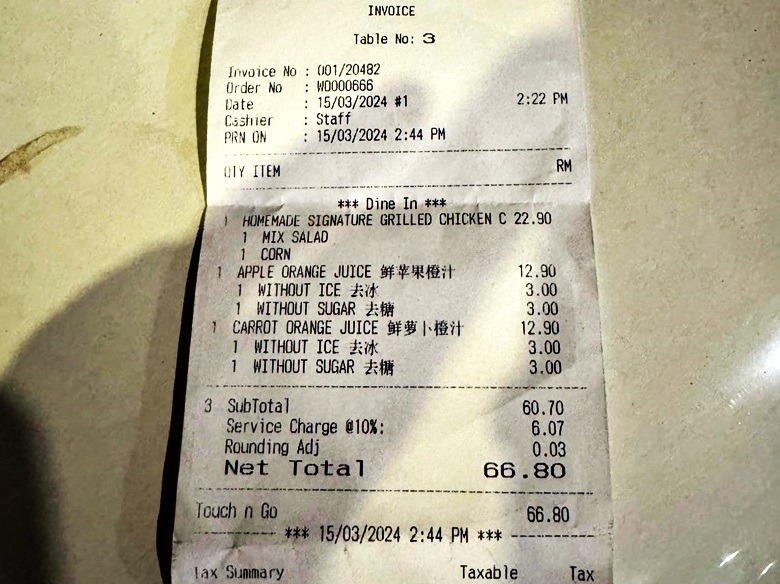 INVOICE
Table No: 3
Invoice No : 001/20482
Order No : WD000666
Date : 15/03/2024 #1 2:22 PM
Cashier : Staff
PRN ON : 15/03/2024 2:44 PM
QTY ITEM RM
*** Dine In ***
1 HOMEMADE SIGNATURE GRILLED CHICKEN C 22.90
1 MIX SALAD
1 CORN
1 APPLE ORANGE JUICE 鲜苹果橙汁 12.90
1 WITHOUT ICE 去冰 3.00
1 WITHOUT SUGAR 去糖 3.00
1 CARROT ORANGE JUICE 鲜萝卜橙汁 12.90
1 WITHOUT ICE 去冰 3.00
1 WITHOUT SUGAR 去糖 3.00
3 SubTotal 60.70
Service Charge @10%: 6.07
Rounding Adj 0.03
Net Total 66.80
Touch n Go 66.80
*** 15/03/2024 2:44 PM ***
Tax Summary Taxable Tax